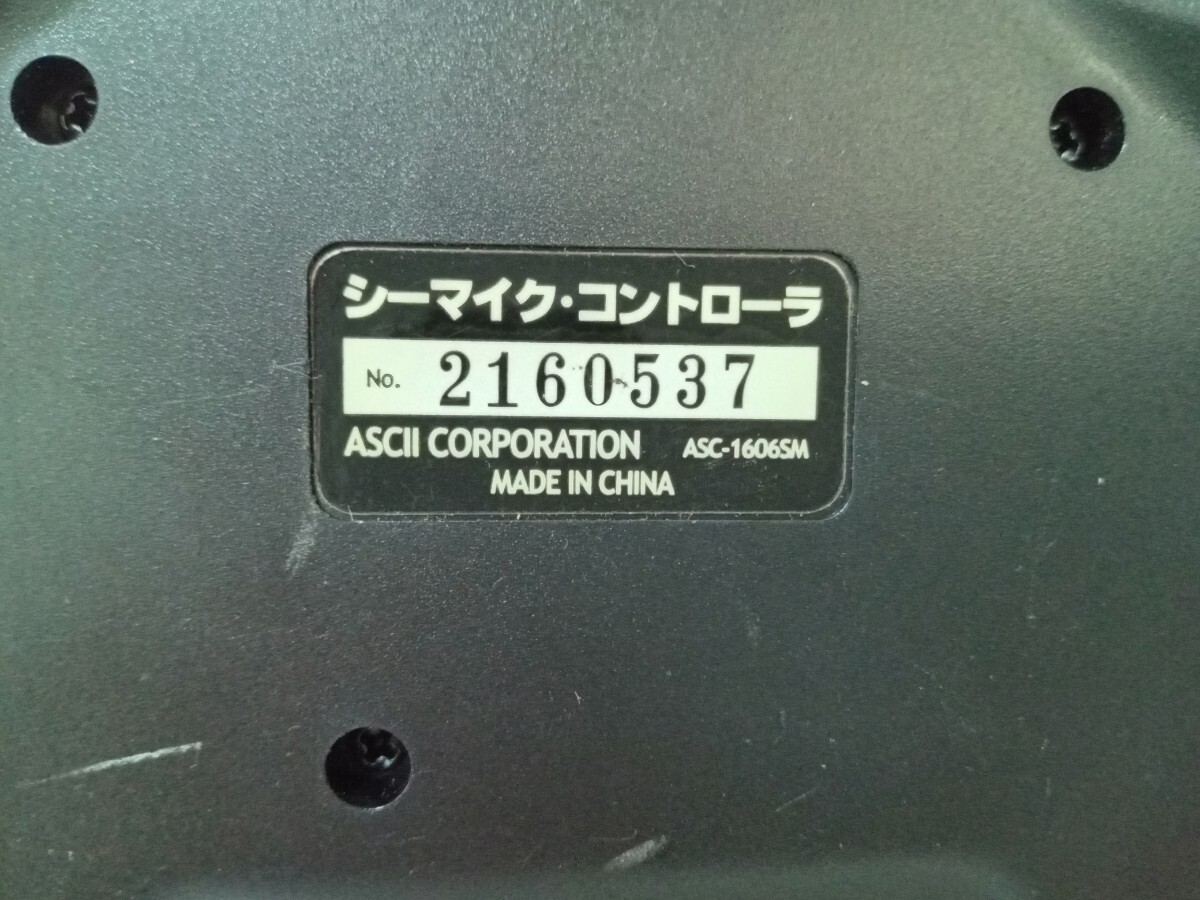 シーマイク・コントローラ
No. 2160537
ASCII CORPORATION ASC-1606SM
MADE IN CHINA